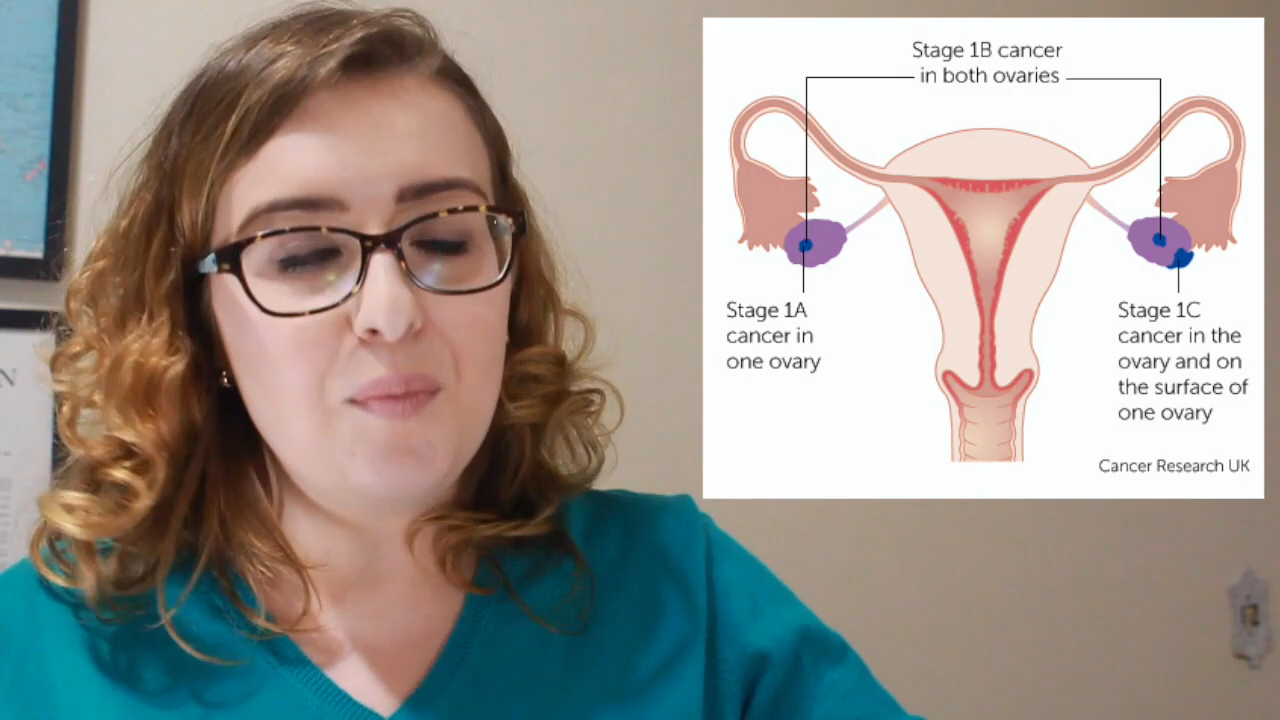 Stage 1B cancer
in both ovaries
Stage 1A
cancer in
one ovary
Stage 1C
cancer in the
ovary and on
the surface of
one ovary
Cancer Research UK
N